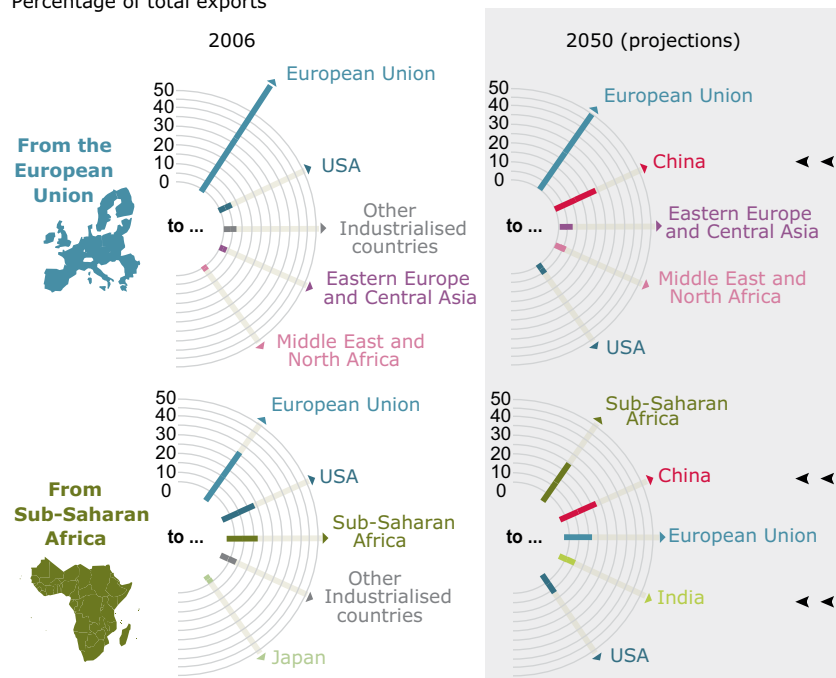 Percentage of total exports
2006
2050 (projections)
From the
European
Union
to ...
50
40
30
20
10
0
European Union
USA
Other
Industrialised
countries
Eastern Europe
and Central Asia
Middle East and
North Africa
to ...
50
40
30
20
10
0
European Union
China
Eastern Europe
and Central Asia
Middle East and
North Africa
USA
From
Sub-Saharan
Africa
to ...
50
40
30
20
10
0
European Union
USA
Sub-Saharan
Africa
Other
Industrialised
countries
Japan
to ...
50
40
30
20
10
0
Sub-Saharan
Africa
China
European Union
India
USA